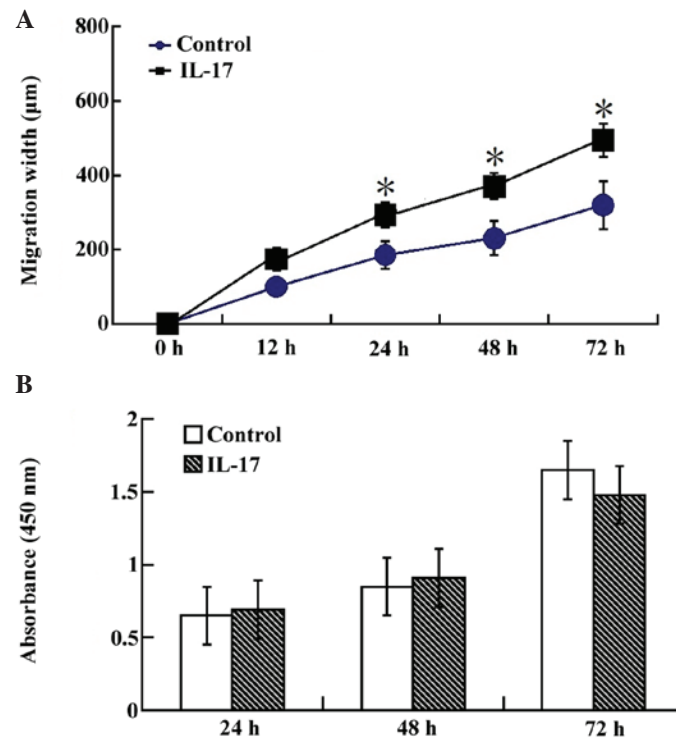 A
Migration width (μm)
800
600
400
200
0
Control
IL-17
*
*
*
0 h
12 h
24 h
48 h
72 h
B
Absorbance (450 nm)
2
1.5
1
0.5
0
Control
IL-17
24 h
48 h
72 h